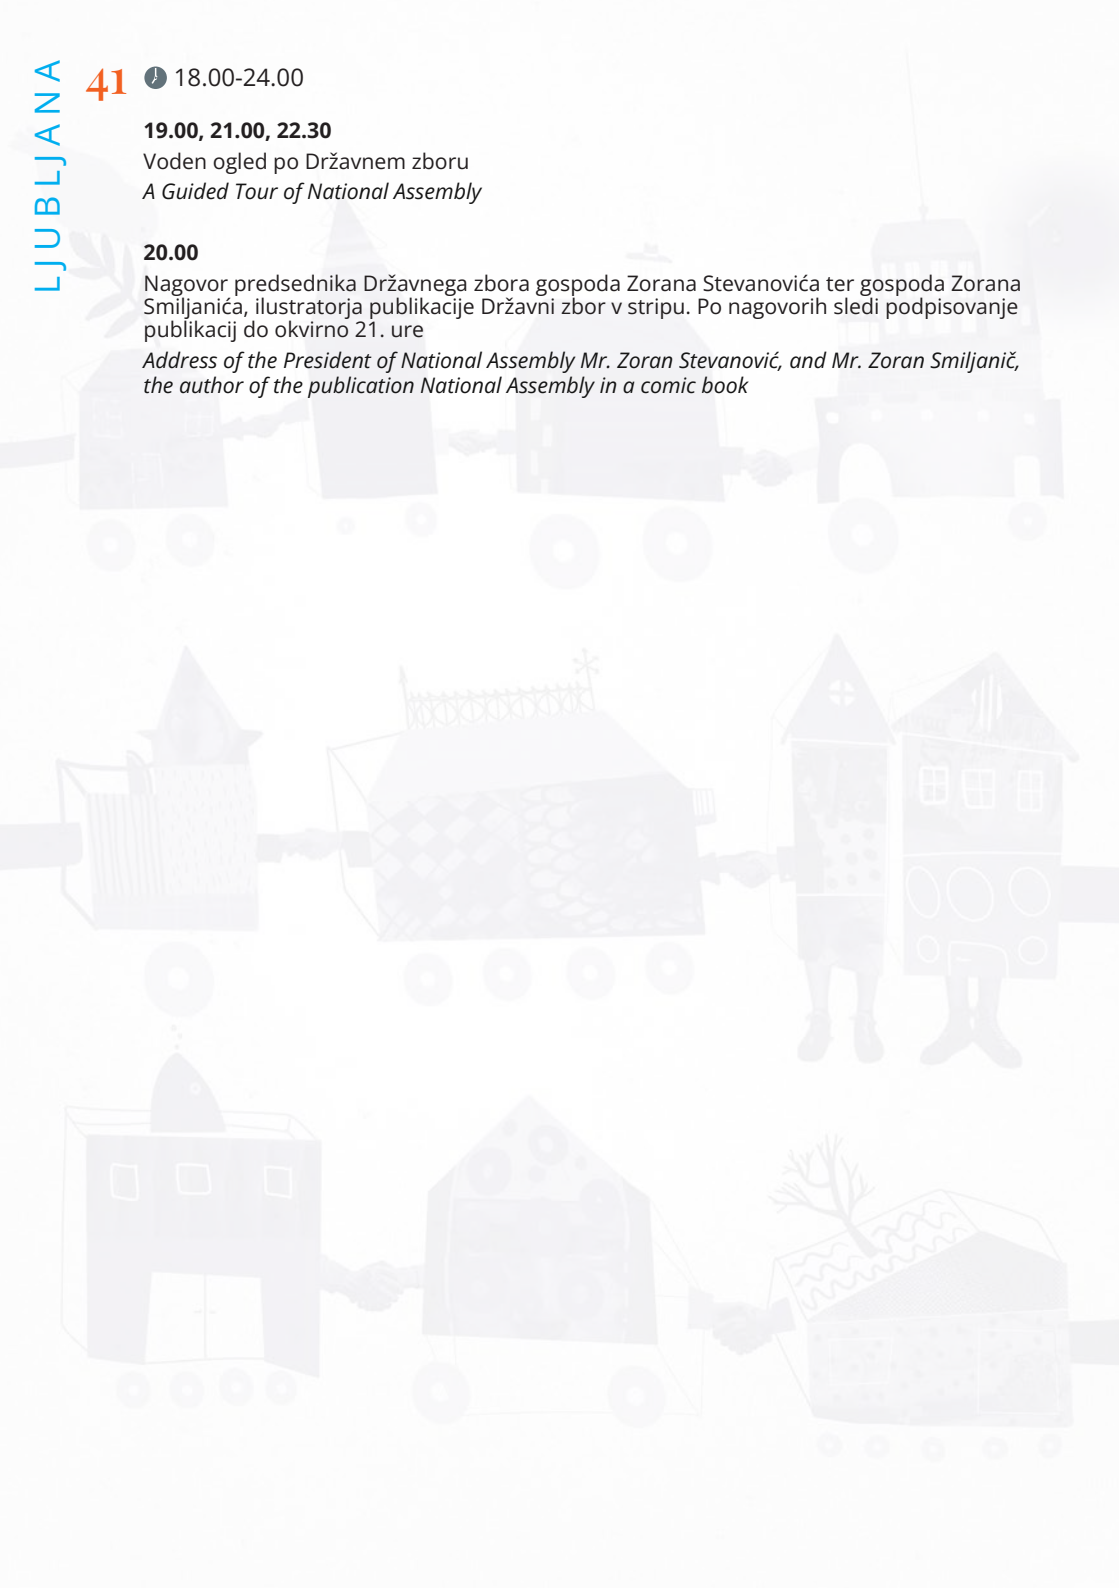 LJUBLJANA
41 18.00-24.00
19.00, 21.00, 22.30
Voden ogled po Državnem zboru
A Guided Tour of National Assembly
20.00
Nagovor predsednika Državnega zbora gospoda Zorana Stevanovića ter gospoda Zorana
Smiljanića, ilustratorja publikacije Državni zbor v stripu. Po nagovorih sledi podpisovanje
publikacij do okvirno 21. ure
Address of the President of National Assembly Mr. Zoran Stevanović, and Mr. Zoran Smiljanič,
the author of the publication National Assembly in a comic book